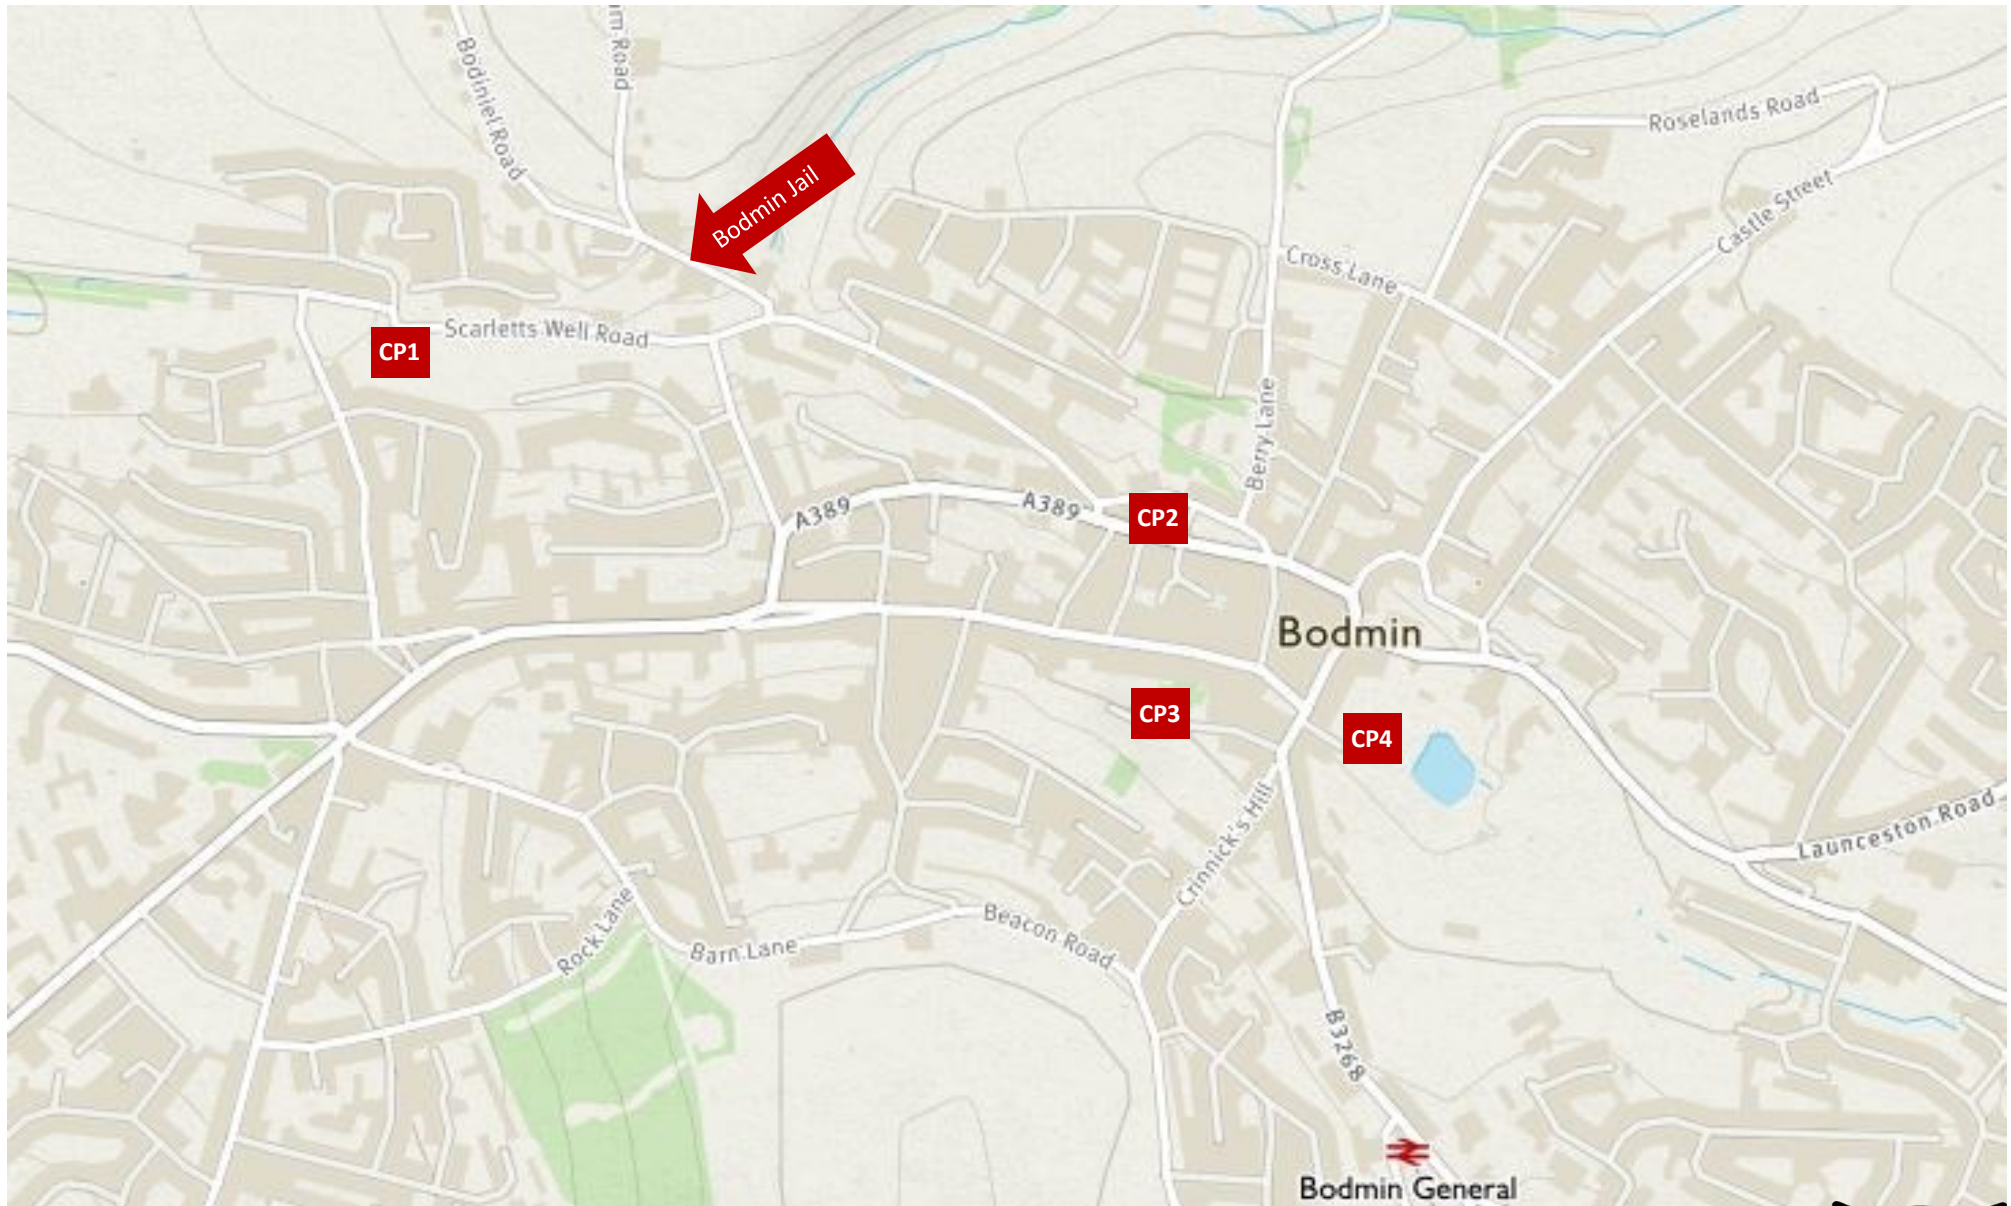 Bodiniel Road
m Road
Bodmin Jail
Roselands Road
Castle Street
Cross Lane
CP1
Scarletts Well Road
Berry Lane
A389
A389
CP2
Bodmin
CP3
CP4
Crinnick's Hill
Launceston Road
Rock Lane
Barn Lane
Beacon Road
B3268
Bodmin General